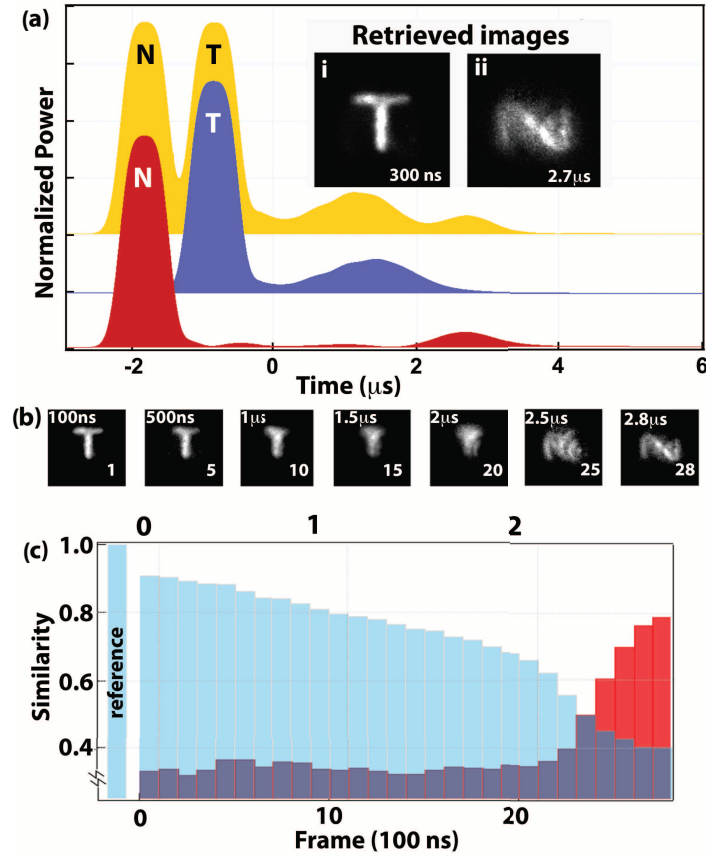 (a)
N T
T
N
Retrieved images
i ii
300 ns 2.7μs
Normalized Power
-2 0 2 4 6
Time (μs)
(b)
100ns 500ns 1μs 1.5μs 2μs 2.5μs 2.8μs
T T T T T N N
1 5 10 15 20 25 28
0 1 2
(c)
1.0
0.8
0.6
0.4
Similarity
reference
0 10 20
Frame (100 ns)